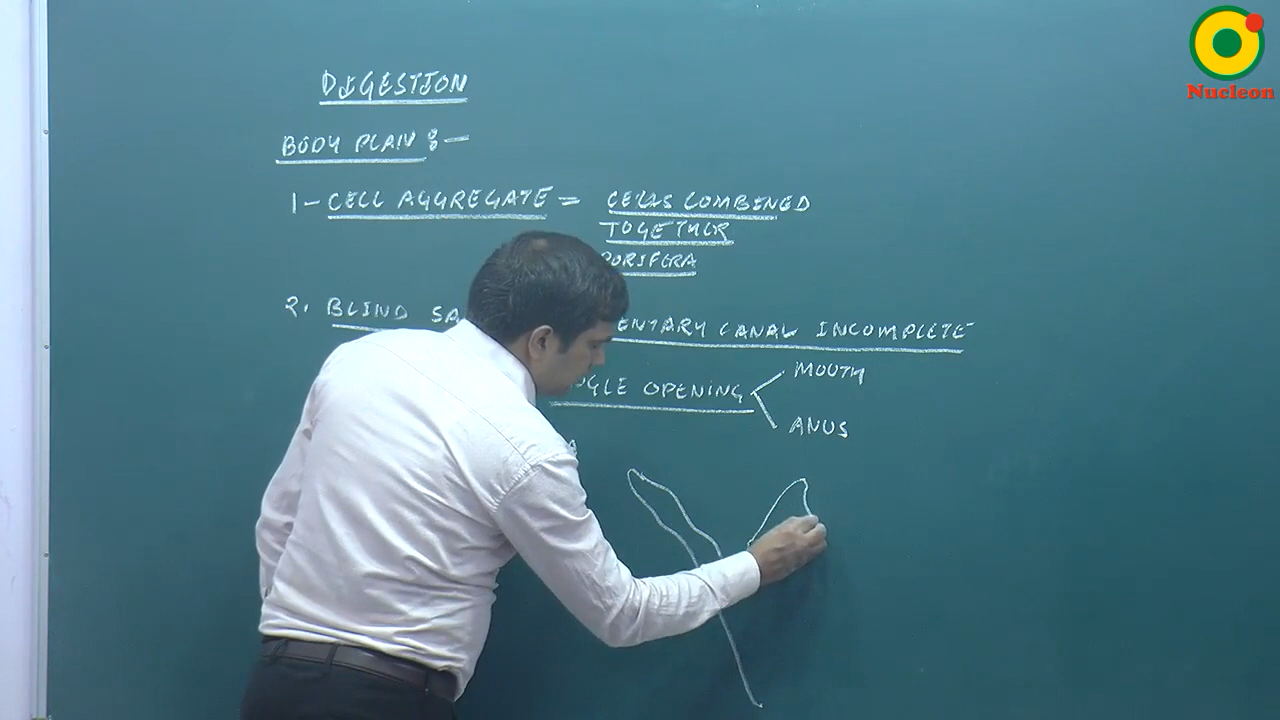 Nucleon
DIGESTION
BODY PLAN :-
1- CELL AGGREGATE = CELLS COMBINED
TOGETHER
PORIFERA
2. BLIND SA ENTARY CANAL INCOMPLETE
GLE OPENING
MOUTH
ANUS